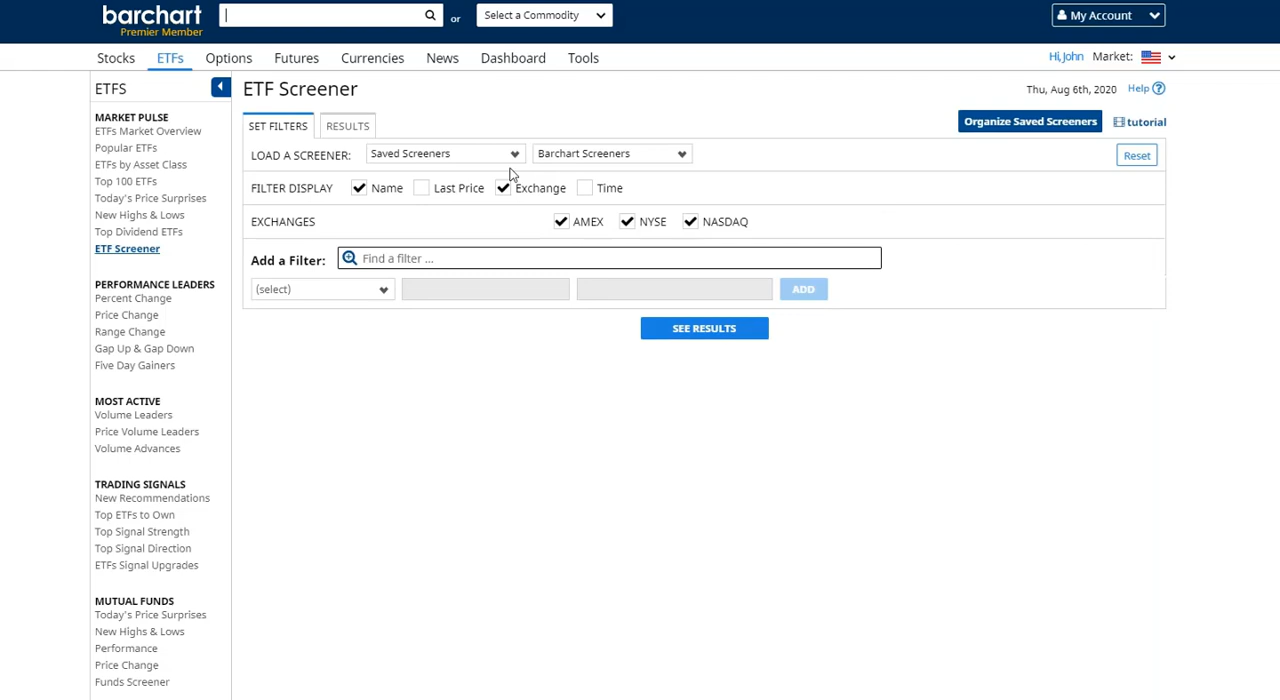 barchart
Premier Member
or
Select a Commodity
My Account
Stocks ETFs Options Futures Currencies News Dashboard Tools
Hi, John Market:
ETFS
MARKET PULSE
ETFs Market Overview
Popular ETFs
ETFs by Asset Class
Top 100 ETFs
Today's Price Surprises
New Highs & Lows
Top Dividend ETFs
ETF Screener
PERFORMANCE LEADERS
Percent Change
Price Change
Range Change
Gap Up & Gap Down
Five Day Gainers
MOST ACTIVE
Volume Leaders
Price Volume Leaders
Volume Advances
TRADING SIGNALS
New Recommendations
Top ETFs to Own
Top Signal Strength
Top Signal Direction
ETFs Signal Upgrades
MUTUAL FUNDS
Today's Price Surprises
New Highs & Lows
Performance
Price Change
Funds Screener
ETF Screener
Thu, Aug 6th, 2020 Help ?
Organize Saved Screeners tutorial
SET FILTERS RESULTS
LOAD A SCREENER: Saved Screeners Barchart Screeners Reset
FILTER DISPLAY Name Last Price Exchange Time
EXCHANGES AMEX NYSE NASDAQ
Add a Filter: Find a filter ...
(select) ADD
SEE RESULTS